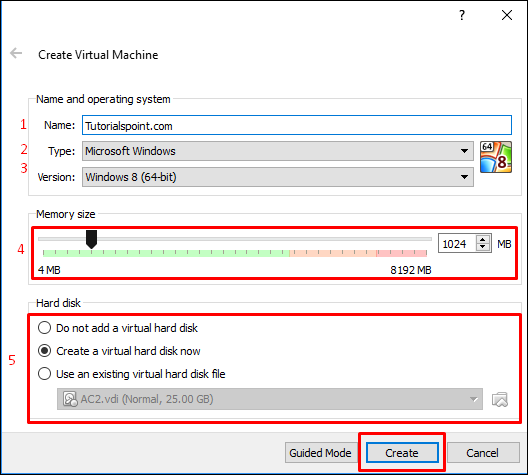 ?
Create Virtual Machine
Name and operating system
1 Name: Tutorialspoint.com
2 Type: Microsoft Windows
64
8
3 Version: Windows 8 (64-bit)
Memory size
4 1024 MB
4 MB 8192 MB
Hard disk
Do not add a virtual hard disk
Create a virtual hard disk now
5 Use an existing virtual hard disk file
AC2.vdi (Normal, 25.00 GB)
Guided Mode Create Cancel